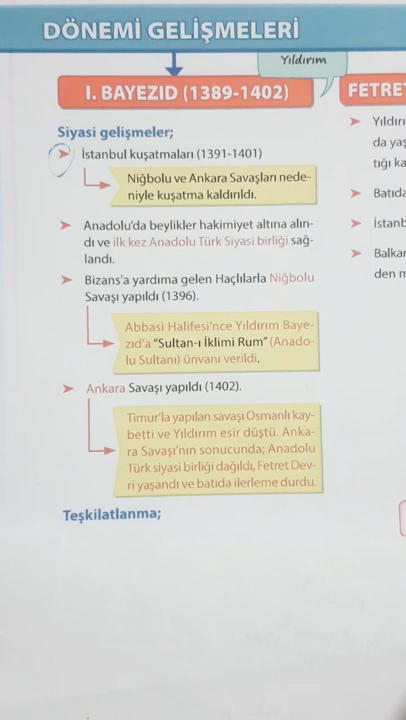 DÖNEMİ GELİŞMELERİ
Yıldırım
I. BAYEZID (1389-1402)
Siyasi gelişmeler;
➤ İstanbul kuşatmaları (1391-1401)
Niğbolu ve Ankara Savaşları nede-
niyle kuşatma kaldırıldı.
➤ Anadolu'da beylikler hakimiyet altına alın-
dı ve ilk kez Anadolu Türk Siyasi birliği sağ-
landı.
➤ Bizans'a yardıma gelen Haçlılarla Niğbolu
Savaşı yapıldı (1396).
Abbasi Halifesi'nce Yıldırım Baye-
zıd'a "Sultan-ı İklimi Rum" (Anado-
lu Sultanı) ünvanı verildi.
➤ Ankara Savaşı yapıldı (1402).
Timur'la yapılan savaşı Osmanlı kay-
betti ve Yıldırım esir düştü. Anka-
ra Savaşı'nın sonucunda; Anadolu
Türk siyasi birliği dağıldı, Fetret Dev-
ri yaşandı ve batıda ilerleme durdu.
Teşkilatlanma;
FETRET
➤ Yıldırı
da yaş
tığı ka
➤ Batıda
➤ İstanb
➤ Balkar
den m